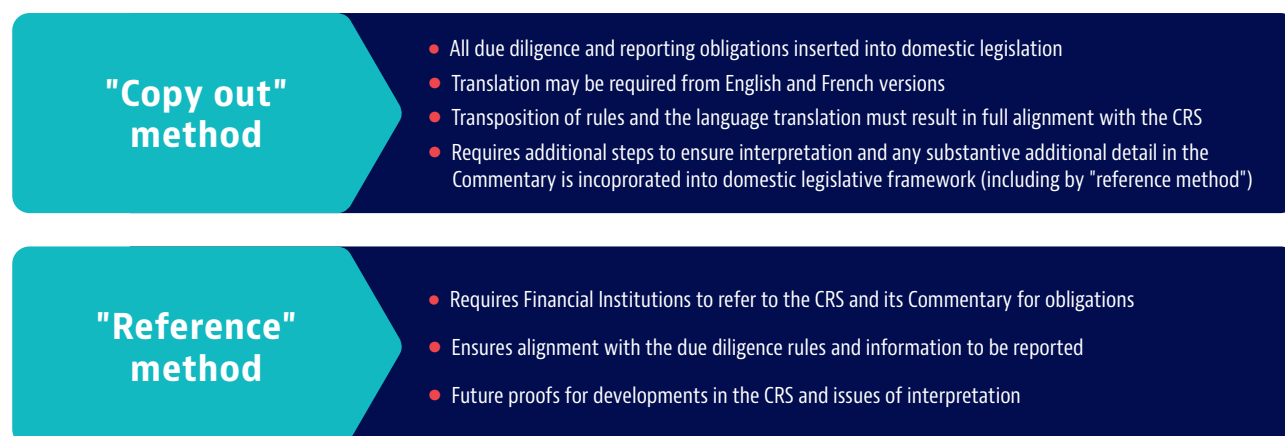 "Copy out"
method
• All due diligence and reporting obligations inserted into domestic legislation
• Translation may be required from English and French versions
• Transposition of rules and the language translation must result in full alignment with the CRS
• Requires additional steps to ensure interpretation and any substantive additional detail in the
Commentary is incoprorated into domestic legislative framework (including by "reference method")
"Reference"
method
• Requires Financial Institutions to refer to the CRS and its Commentary for obligations
• Ensures alignment with the due diligence rules and information to be reported
• Future proofs for developments in the CRS and issues of interpretation